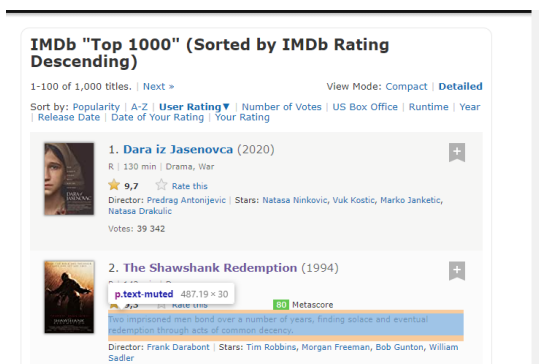 IMDb "Top 1000" (Sorted by IMDb Rating
Descending)
1-100 of 1,000 titles. | Next »
View Mode: Compact | Detailed
Sort by: Popularity | A-Z | User Rating▼ | Number of Votes | US Box Office | Runtime | Year
| Release Date | Date of Your Rating | Your Rating
1. Dara iz Jasenovca (2020)
R | 130 min | Drama, War
9,7 Rate this
Director: Predrag Antonijevic | Stars: Natasa Ninkovic, Vuk Kostic, Marko Janketic,
Natasa Drakulic
Votes: 39 342
DARA iz
JASENOVAC
2. The Shawshank Redemption (1994)
p.text-muted 487.19 × 30
9,3 Rate this 80 Metascore
Two imprisoned men bond over a number of years, finding solace and eventual
redemption through acts of common decency.
Director: Frank Darabont | Stars: Tim Robbins, Morgan Freeman, Bob Gunton, William
Sadler